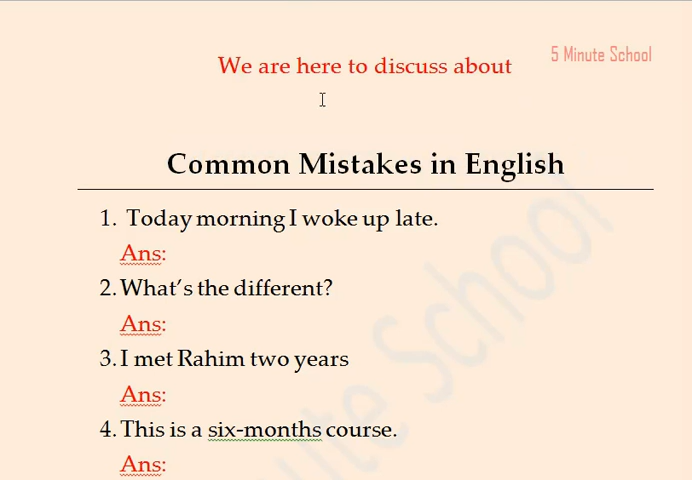 We are here to discuss about
5 Minute School
Common Mistakes in English
1. Today morning I woke up late.
Ans:
2. What's the different?
Ans:
3. I met Rahim two years
Ans:
4. This is a six-months course.
Ans:
ute School